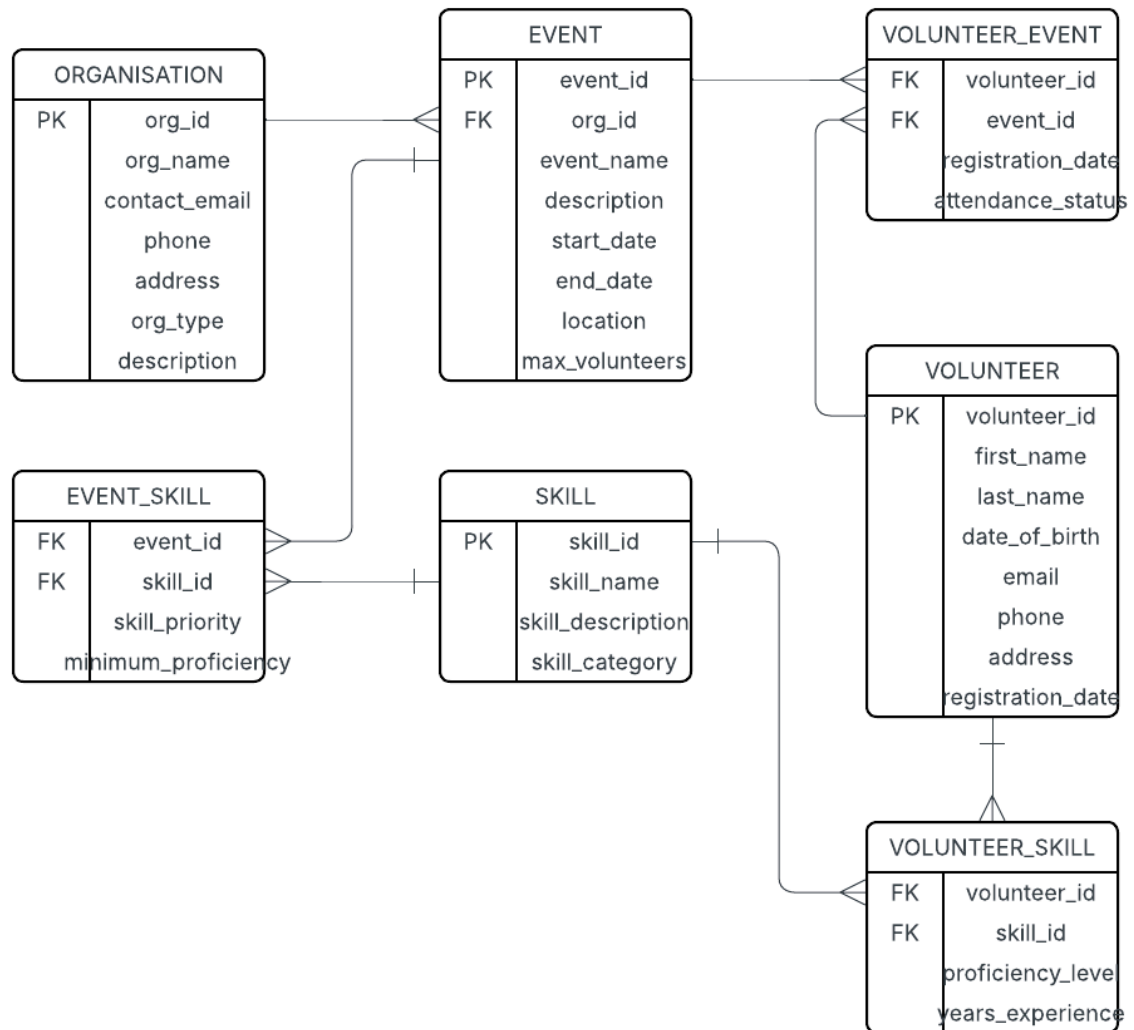 ORGANISATION
PK org_id
org_name
contact_email
phone
address
org_type
description
EVENT
PK event_id
FK org_id
event_name
description
start_date
end_date
location
max_volunteers
VOLUNTEER_EVENT
FK volunteer_id
FK event_id
registration_date
attendance_status
EVENT_SKILL
FK event_id
FK skill_id
skill_priority
minimum_proficiency
SKILL
PK skill_id
skill_name
skill_description
skill_category
VOLUNTEER
PK volunteer_id
first_name
last_name
date_of_birth
email
phone
address
registration_date
VOLUNTEER_SKILL
FK volunteer_id
FK skill_id
proficiency_level
years_experience